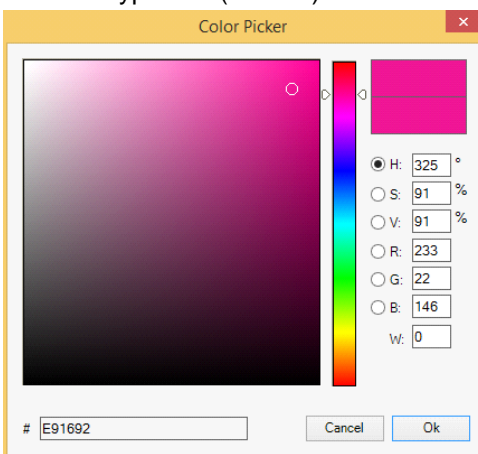 Color Picker
H: 325 °
S: 91 %
V: 91 %
R: 233
G: 22
B: 146
W: 0
# E91692
Cancel Ok